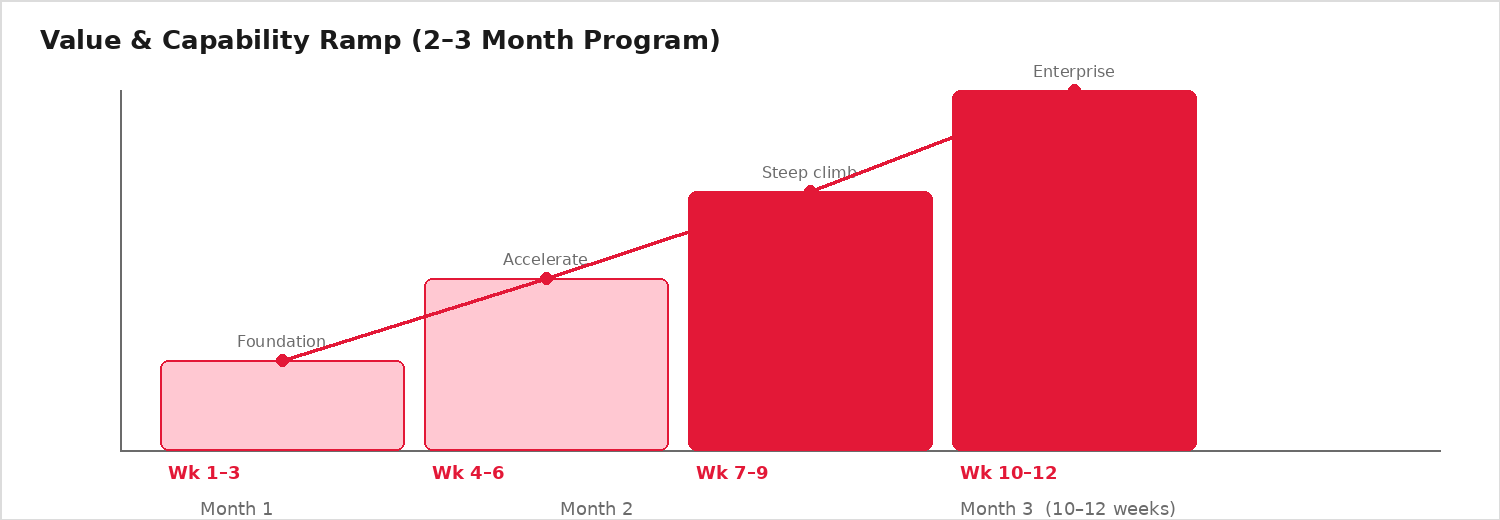 Value & Capability Ramp (2–3 Month Program)
Enterprise
Steep climb
Accelerate
Foundation
Wk 1–3
Wk 4–6
Wk 7–9
Wk 10–12
Month 1
Month 2
Month 3 (10–12 weeks)